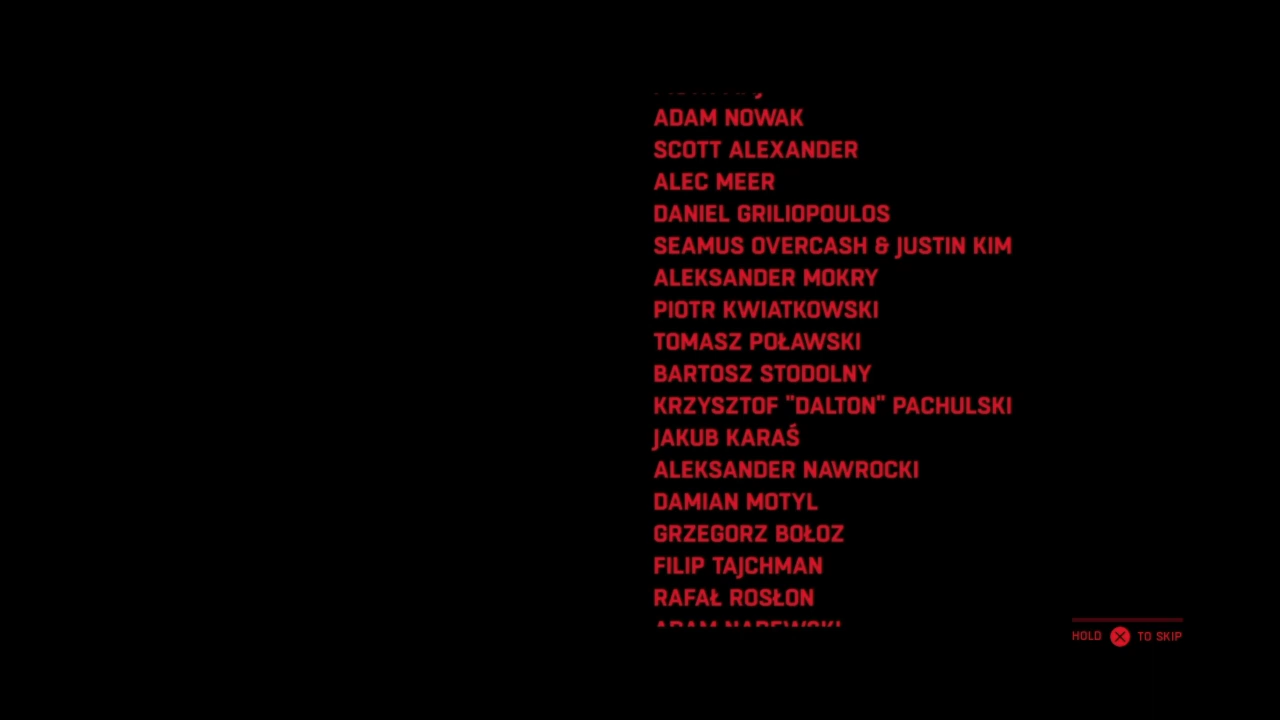 ADAM NOWAK
SCOTT ALEXANDER
ALEC MEER
DANIEL GRILIOPOULOS
SEAMUS OVERCASH & JUSTIN KIM
ALEKSANDER MOKRY
PIOTR KWIATKOWSKI
TOMASZ POŁAWSKI
BARTOSZ STODOLNY
KRZYSZTOF "DALTON" PACHULSKI
JAKUB KARAŚ
ALEKSANDER NAWROCKI
DAMIAN MOTYL
GRZEGORZ BOŁOZ
FILIP TAJCHMAN
RAFAŁ ROSŁON
ADAM NAREWSKI
HOLD TO SKIP